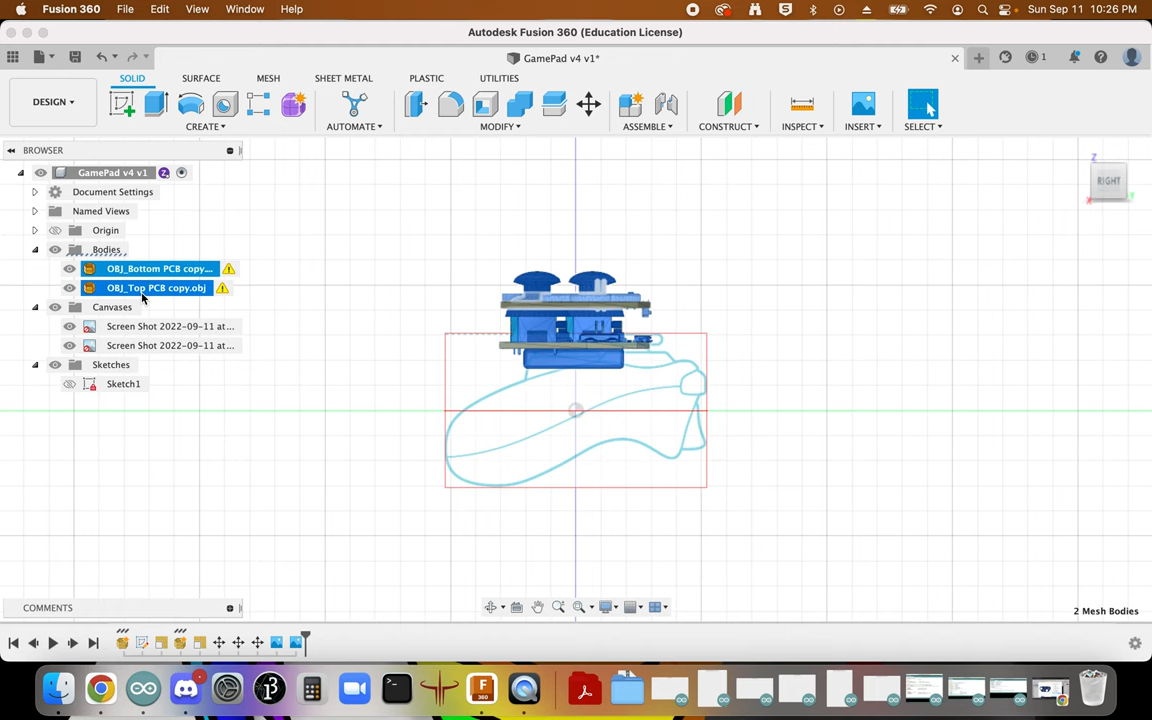 Fusion 360 File Edit View Window Help Sun Sep 11 10:26 PM
Autodesk Fusion 360 (Education License)
GamePad v4 v1* 1
SOLID SURFACE MESH SHEET METAL PLASTIC UTILITIES
DESIGN
CREATE AUTOMATE MODIFY ASSEMBLE CONSTRUCT INSPECT INSERT SELECT
BROWSER
GamePad v4 v1
Document Settings
Named Views
Origin
Bodies
OBJ_Bottom PCB copy....
OBJ_Top PCB copy.obj
Canvases
Screen Shot 2022-09-11 at...
Screen Shot 2022-09-11 at...
Sketches
Sketch1
Z
RIGHT
X
Y
COMMENTS
2 Mesh Bodies